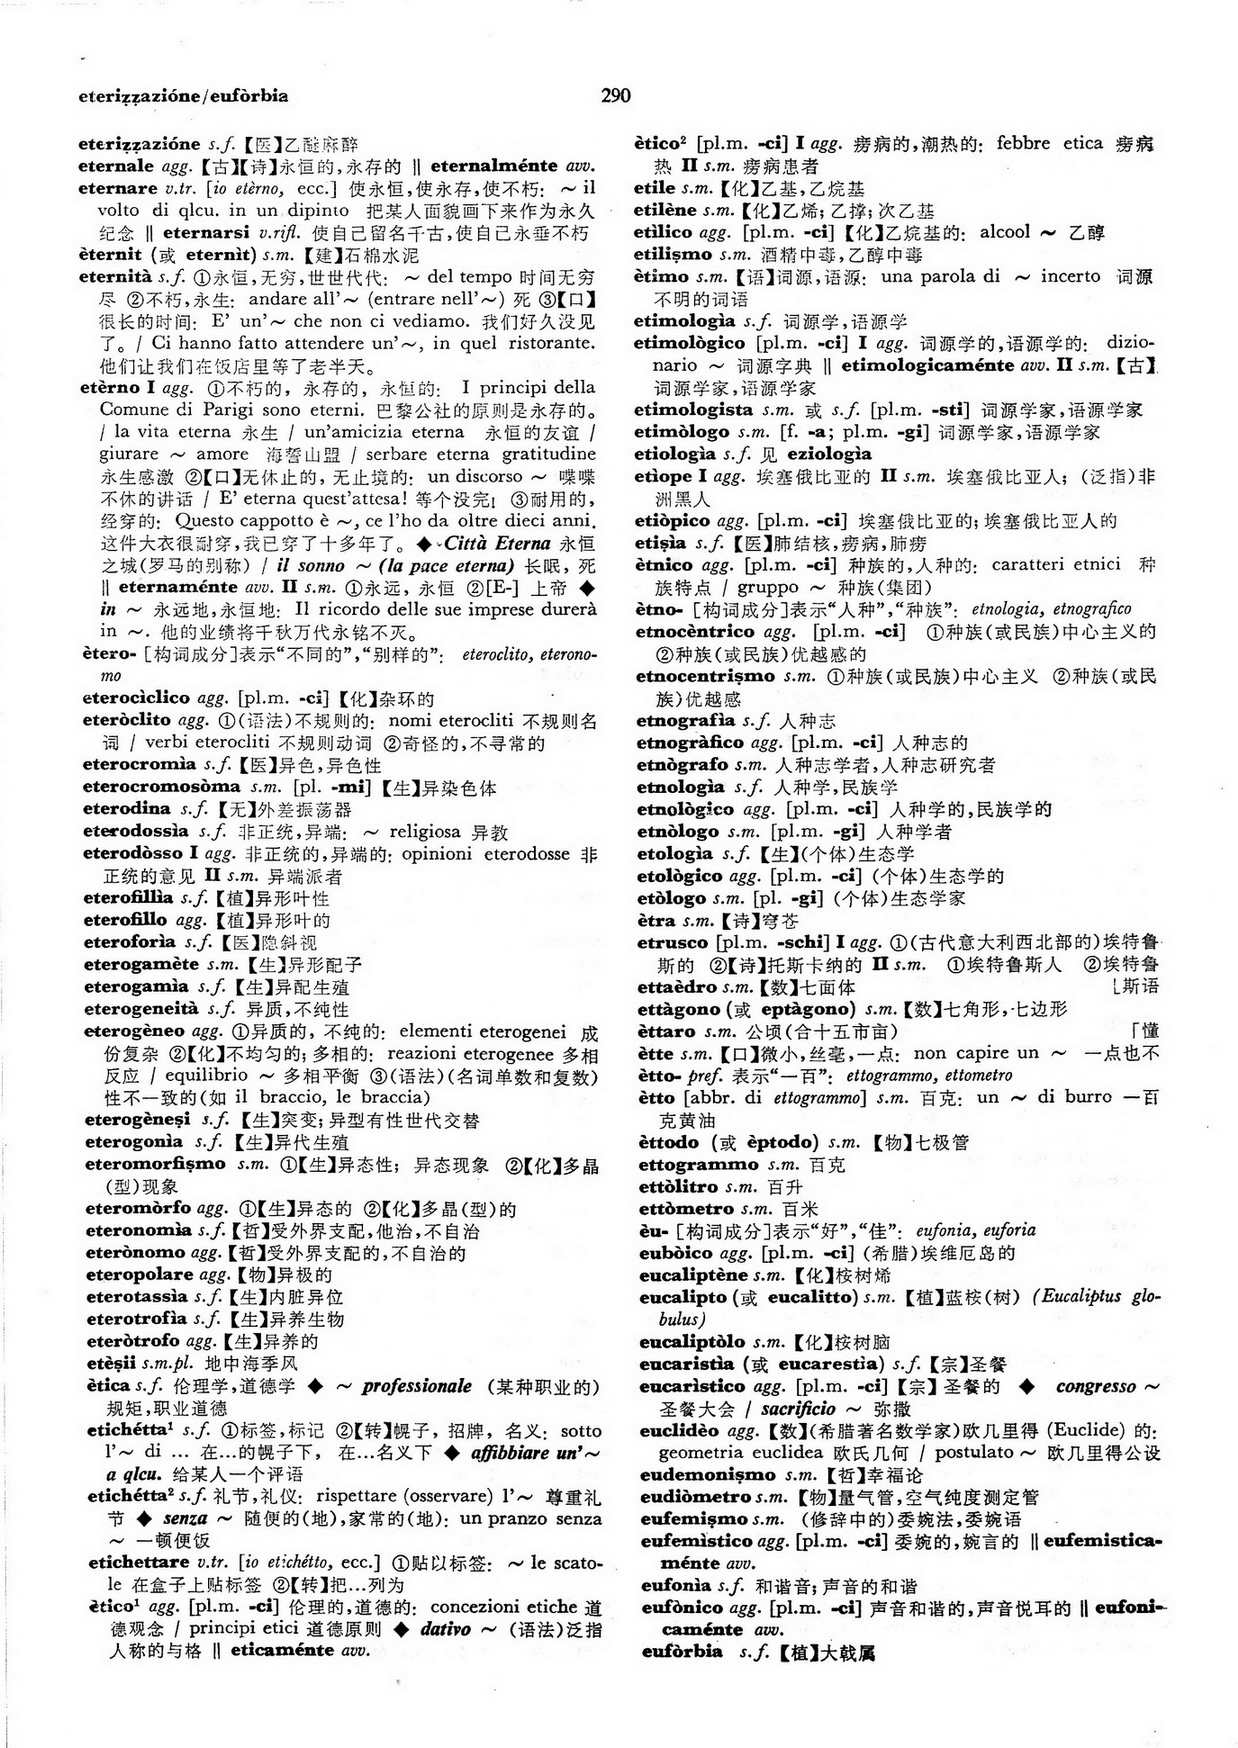 eterizzazióne/eufòrbia
290
eterizzazióne s.f. 【医】乙醚麻醉
eternale agg. 【古】【诗】永恒的,永存的 ‖ eternalménte avv.
eternare v.tr. [io etèrno, ecc.] 使永恒,使永存,使不朽: ～ il
volto di qlcu. in un dipinto 把某人面貌画下来作为永久
纪念 ‖ eternarsi v.rifl. 使自己留名千古,使自己永垂不朽
èternit (或 eternìt) s.m. 【建】石棉水泥
eternità s.f. ①永恒,无穷,世世代代: ～ del tempo 时间无穷
尽 ②不朽,永生: andare all'～ (entrare nell'～) 死 ③【口】
很长的时间: E' un'～ che non ci vediamo. 我们好久没见
了。/ Ci hanno fatto attendere un'～, in quel ristorante.
他们让我们在饭店里等了老半天。
etèrno I agg. ①不朽的, 永存的, 永恒的: I principi della
Comune di Parigi sono eterni. 巴黎公社的原则是永存的。
/ la vita eterna 永生 / un'amicizia eterna 永恒的友谊 /
giurare ～ amore 海誓山盟 / serbare eterna gratitudine
永生感激 ②【口】无休止的, 无止境的: un discorso ～ 喋喋
不休的讲话 / E' eterna quest'attesa! 等个没完! ③耐用的,
经穿的: Questo cappotto è ～, ce l'ho da oltre dieci anni.
这件大衣很耐穿,我已穿了十多年了。◆ Città Eterna 永恒
之城(罗马的别称) / il sonno ～ (la pace eterna) 长眠, 死
‖ eternaménte avv. II s.m. ①永远, 永恒 ②[E-] 上帝 ◆
in ～ 永远地,永恒地: Il ricordo delle sue imprese durerà
in ～. 他的业绩将千秋万代永铭不灭。
ètero- [构词成分]表示“不同的”,“别样的”: eteroclito, eterono-
mo
eterocìclico agg. [pl.m. -ci] 【化】杂环的
eteròclito agg. ①(语法)不规则的: nomi eterocliti 不规则名
词 / verbi eterocliti 不规则动词 ②奇怪的,不寻常的
eterocromìa s.f. 【医】异色,异色性
eterocromosòma s.m. [pl. -mi] 【生】异染色体
eterodina s.f. 【无】外差振荡器
eterodossìa s.f. 非正统,异端: ～ religiosa 异教
eterodòsso I agg. 非正统的,异端的: opinioni eterodosse 非
正统的意见 II s.m. 异端派者
eterofillìa s.f. 【植】异形叶性
eterofillo agg. 【植】异形叶的
eteroforìa s.f. 【医】隐斜视
eterogamète s.m. 【生】异形配子
eterogamìa s.f. 【生】异配生殖
eterogeneità s.f. 异质,不纯性
eterogèneo agg. ①异质的, 不纯的: elementi eterogenei 成
份复杂 ②【化】不均匀的; 多相的: reazioni eterogenee 多相
反应 / equilibrio ～ 多相平衡 ③(语法)(名词单数和复数)
性不一致的(如 il braccio, le braccia)
eterogènesi s.f. 【生】突变; 异型有性世代交替
eterogonìa s.f. 【生】异代生殖
eteromorfismo s.m. ①【生】异态性; 异态现象 ②【化】多晶
(型)现象
eteromòrfo agg. ①【生】异态的 ②【化】多晶(型)的
eteronomìa s.f. 【哲】受外界支配,他治,不自治
eterònomo agg. 【哲】受外界支配的,不自治的
eteropolare agg. 【物】异极的
eterotassìa s.f. 【生】内脏异位
eterotrofìa s.f. 【生】异养生物
eteròtrofo agg. 【生】异养的
etèsii s.m.pl. 地中海季风
ètica s.f. 伦理学,道德学 ◆ ～ professionale (某种职业的)
规矩,职业道德
etichétta¹ s.f. ①标签,标记 ②【转】幌子, 招牌, 名义: sotto
l'～ di ... 在...的幌子下, 在...名义下 ◆ affibbiare un'～
a qlcu. 给某人一个评语
etichétta² s.f. 礼节,礼仪: rispettare (osservare) l'～ 尊重礼
节 ◆ senza ～ 随便的(地),家常的(地): un pranzo senza
～ 一顿便饭
etichettare v.tr. [io etichétto, ecc.] ①贴以标签: ～ le scato-
le 在盒子上贴标签 ②【转】把...列为
ètico¹ agg. [pl.m. -ci] 伦理的,道德的: concezioni etiche 道
德观念 / principi etici 道德原则 ◆ dativo ～ (语法)泛指
人称的与格 ‖ eticaménte avv.
ètico² [pl.m. -ci] I agg. 痨病的,潮热的: febbre etica 痨病
热 II s.m. 痨病患者
etile s.m. 【化】乙基,乙烷基
etilène s.m. 【化】乙烯; 乙撑; 次乙基
etìlico agg. [pl.m. -ci] 【化】乙烷基的: alcool ～ 乙醇
etilismo s.m. 酒精中毒,乙醇中毒
ètimo s.m. 【语】词源,语源: una parola di ～ incerto 词源
不明的词语
etimologìa s.f. 词源学,语源学
etimològico [pl.m. -ci] I agg. 词源学的,语源学的: dizio-
nario ～ 词源字典 ‖ etimologicaménte avv. II s.m. 【古】
词源学家,语源学家
etimologista s.m. 或 s.f. [pl.m. -sti] 词源学家,语源学家
etimòlogo s.m. [f. -a; pl.m. -gi] 词源学家,语源学家
etiologìa s.f. 见 eziologìa
etìope I agg. 埃塞俄比亚的 II s.m. 埃塞俄比亚人; (泛指)非
洲黑人
etiòpico agg. [pl.m. -ci] 埃塞俄比亚的; 埃塞俄比亚人的
etisìa s.f. 【医】肺结核,痨病,肺痨
ètnico agg. [pl.m. -ci] 种族的,人种的: caratteri etnici 种
族特点 / gruppo ～ 种族(集团)
ètno- [构词成分]表示“人种”,“种族”: etnologia, etnografico
etnocèntrico agg. [pl.m. -ci] ①种族(或民族)中心主义的
②种族(或民族)优越感的
etnocentrismo s.m. ①种族(或民族)中心主义 ②种族(或民
族)优越感
etnografìa s.f. 人种志
etnogràfico agg. [pl.m. -ci] 人种志的
etnògrafo s.m. 人种志学者,人种志研究者
etnologìa s.f. 人种学,民族学
etnològico agg. [pl.m. -ci] 人种学的,民族学的
etnòlogo s.m. [pl.m. -gi] 人种学者
etologìa s.f. 【生】(个体)生态学
etològico agg. [pl.m. -ci] (个体)生态学的
etòlogo s.m. [pl. -gi] (个体)生态学家
ètra s.m. 【诗】穹苍
etrusco [pl.m. -schi] I agg. ①(古代意大利西北部的)埃特鲁
斯的 ②【诗】托斯卡纳的 II s.m. ①埃特鲁斯人 ②埃特鲁
ettaèdro s.m. 【数】七面体 ⌊斯语
ettàgono (或 eptàgono) s.m. 【数】七角形,七边形
èttaro s.m. 公顷(合十五市亩) 「懂
ètte s.m. 【口】微小,丝毫,一点: non capire un ～ 一点也不
ètto- pref. 表示“一百”: ettogrammo, ettometro
ètto [abbr. di ettogrammo] s.m. 百克: un ～ di burro 一百
克黄油
èttodo (或 èptodo) s.m. 【物】七极管
ettogrammo s.m. 百克
ettòlitro s.m. 百升
ettòmetro s.m. 百米
èu- [构词成分]表示“好”,“佳”: eufonia, euforia
eubòico agg. [pl.m. -ci] (希腊)埃维厄岛的
eucaliptène s.m. 【化】桉树烯
eucalipto (或 eucalitto) s.m. 【植】蓝桉(树) (Eucaliptus glo-
bulus)
eucaliptòlo s.m. 【化】桉树脑
eucaristìa (或 eucarestìa) s.f. 【宗】圣餐
eucarìstico agg. [pl.m. -ci] 【宗】圣餐的 ◆ congresso ～
圣餐大会 / sacrificio ～ 弥撒
euclidèo agg. 【数】(希腊著名数学家)欧几里得 (Euclide) 的:
geometria euclidea 欧氏几何 / postulato ～ 欧几里得公设
eudemonismo s.m. 【哲】幸福论
eudiòmetro s.m. 【物】量气管,空气纯度测定管
eufemismo s.m. (修辞中的)委婉法,委婉语
eufemìstico agg. [pl.m. -ci] 委婉的,婉言的 ‖ eufemistica-
ménte avv.
eufonìa s.f. 和谐音; 声音的和谐
eufònico agg. [pl.m. -ci] 声音和谐的,声音悦耳的 ‖ eufoni-
caménte avv.
eufòrbia s.f. 【植】大戟属